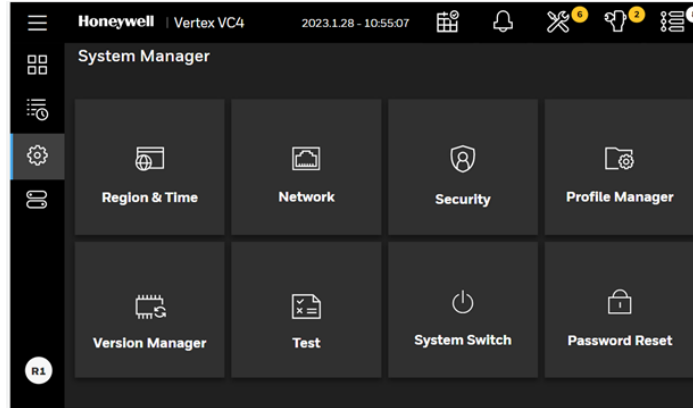 Honeywell | Vertex VC4 2023.1.28 - 10:55:07 6 2
System Manager
Region & Time Network Security Profile Manager
Version Manager Test System Switch Password Reset
R1